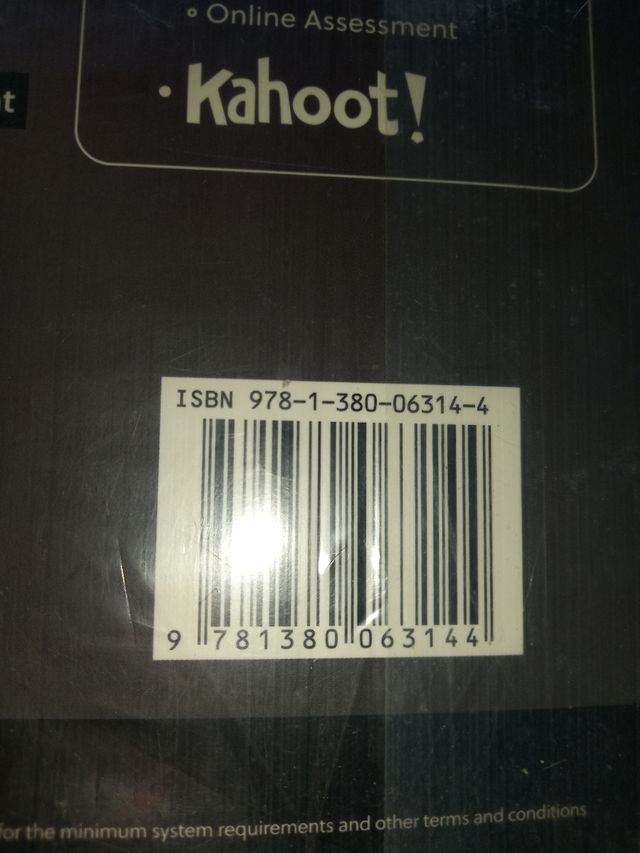 • Online Assessment
• Kahoot!
t
ISBN 978-1-380-06314-4
9 781380 063144
for the minimum system requirements and other terms and conditions